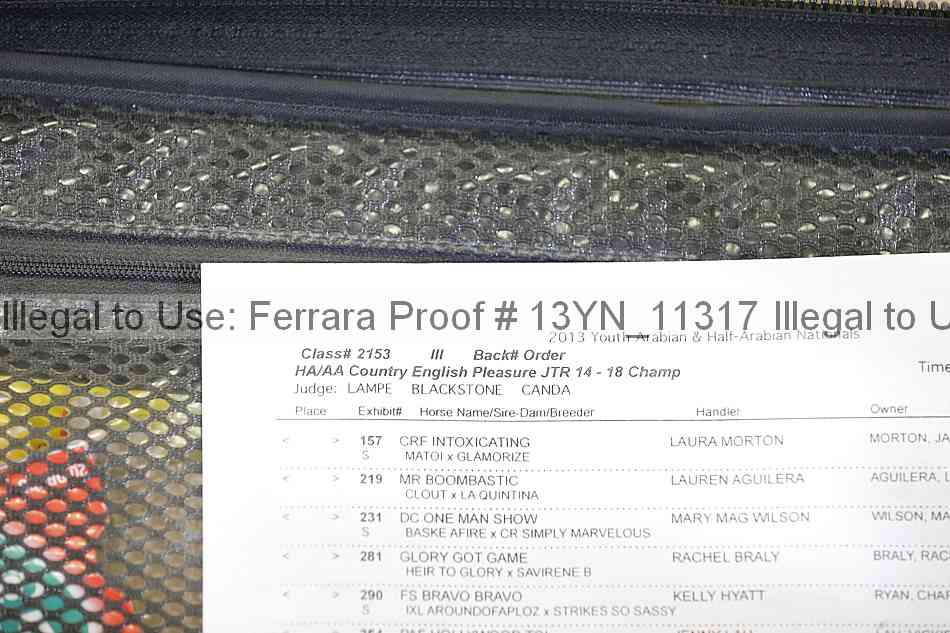 Illegal to Use: Ferrara Proof # 13YN_11317 Illegal to U
2013 Youth Arabian & Half-Arabian Nationals
Class# 2153 III Back# Order
HA/AA Country English Pleasure JTR 14 - 18 Champ
Time
Judge: LAMPE BLACKSTONE CANDA
Place Exhibit# Horse Name/Sire-Dam/Breeder Handler Owner
< > 157 CRF INTOXICATING LAURA MORTON MORTON, JA
S MATOI x GLAMORIZE
< > 219 MR BOOMBASTIC LAUREN AGUILERA AGUILERA, L
CLOUT x LA QUINTINA
< > 231 DC ONE MAN SHOW MARY MAG WILSON WILSON, MA
S BASKE AFIRE x CR SIMPLY MARVELOUS
< > 281 GLORY GOT GAME RACHEL BRALY BRALY, RAC
HEIR TO GLORY x SAVIRENE B
< > 290 FS BRAVO BRAVO KELLY HYATT RYAN, CHAR
S IXL AROUNDOFAPLOZ x STRIKES SO SASSY